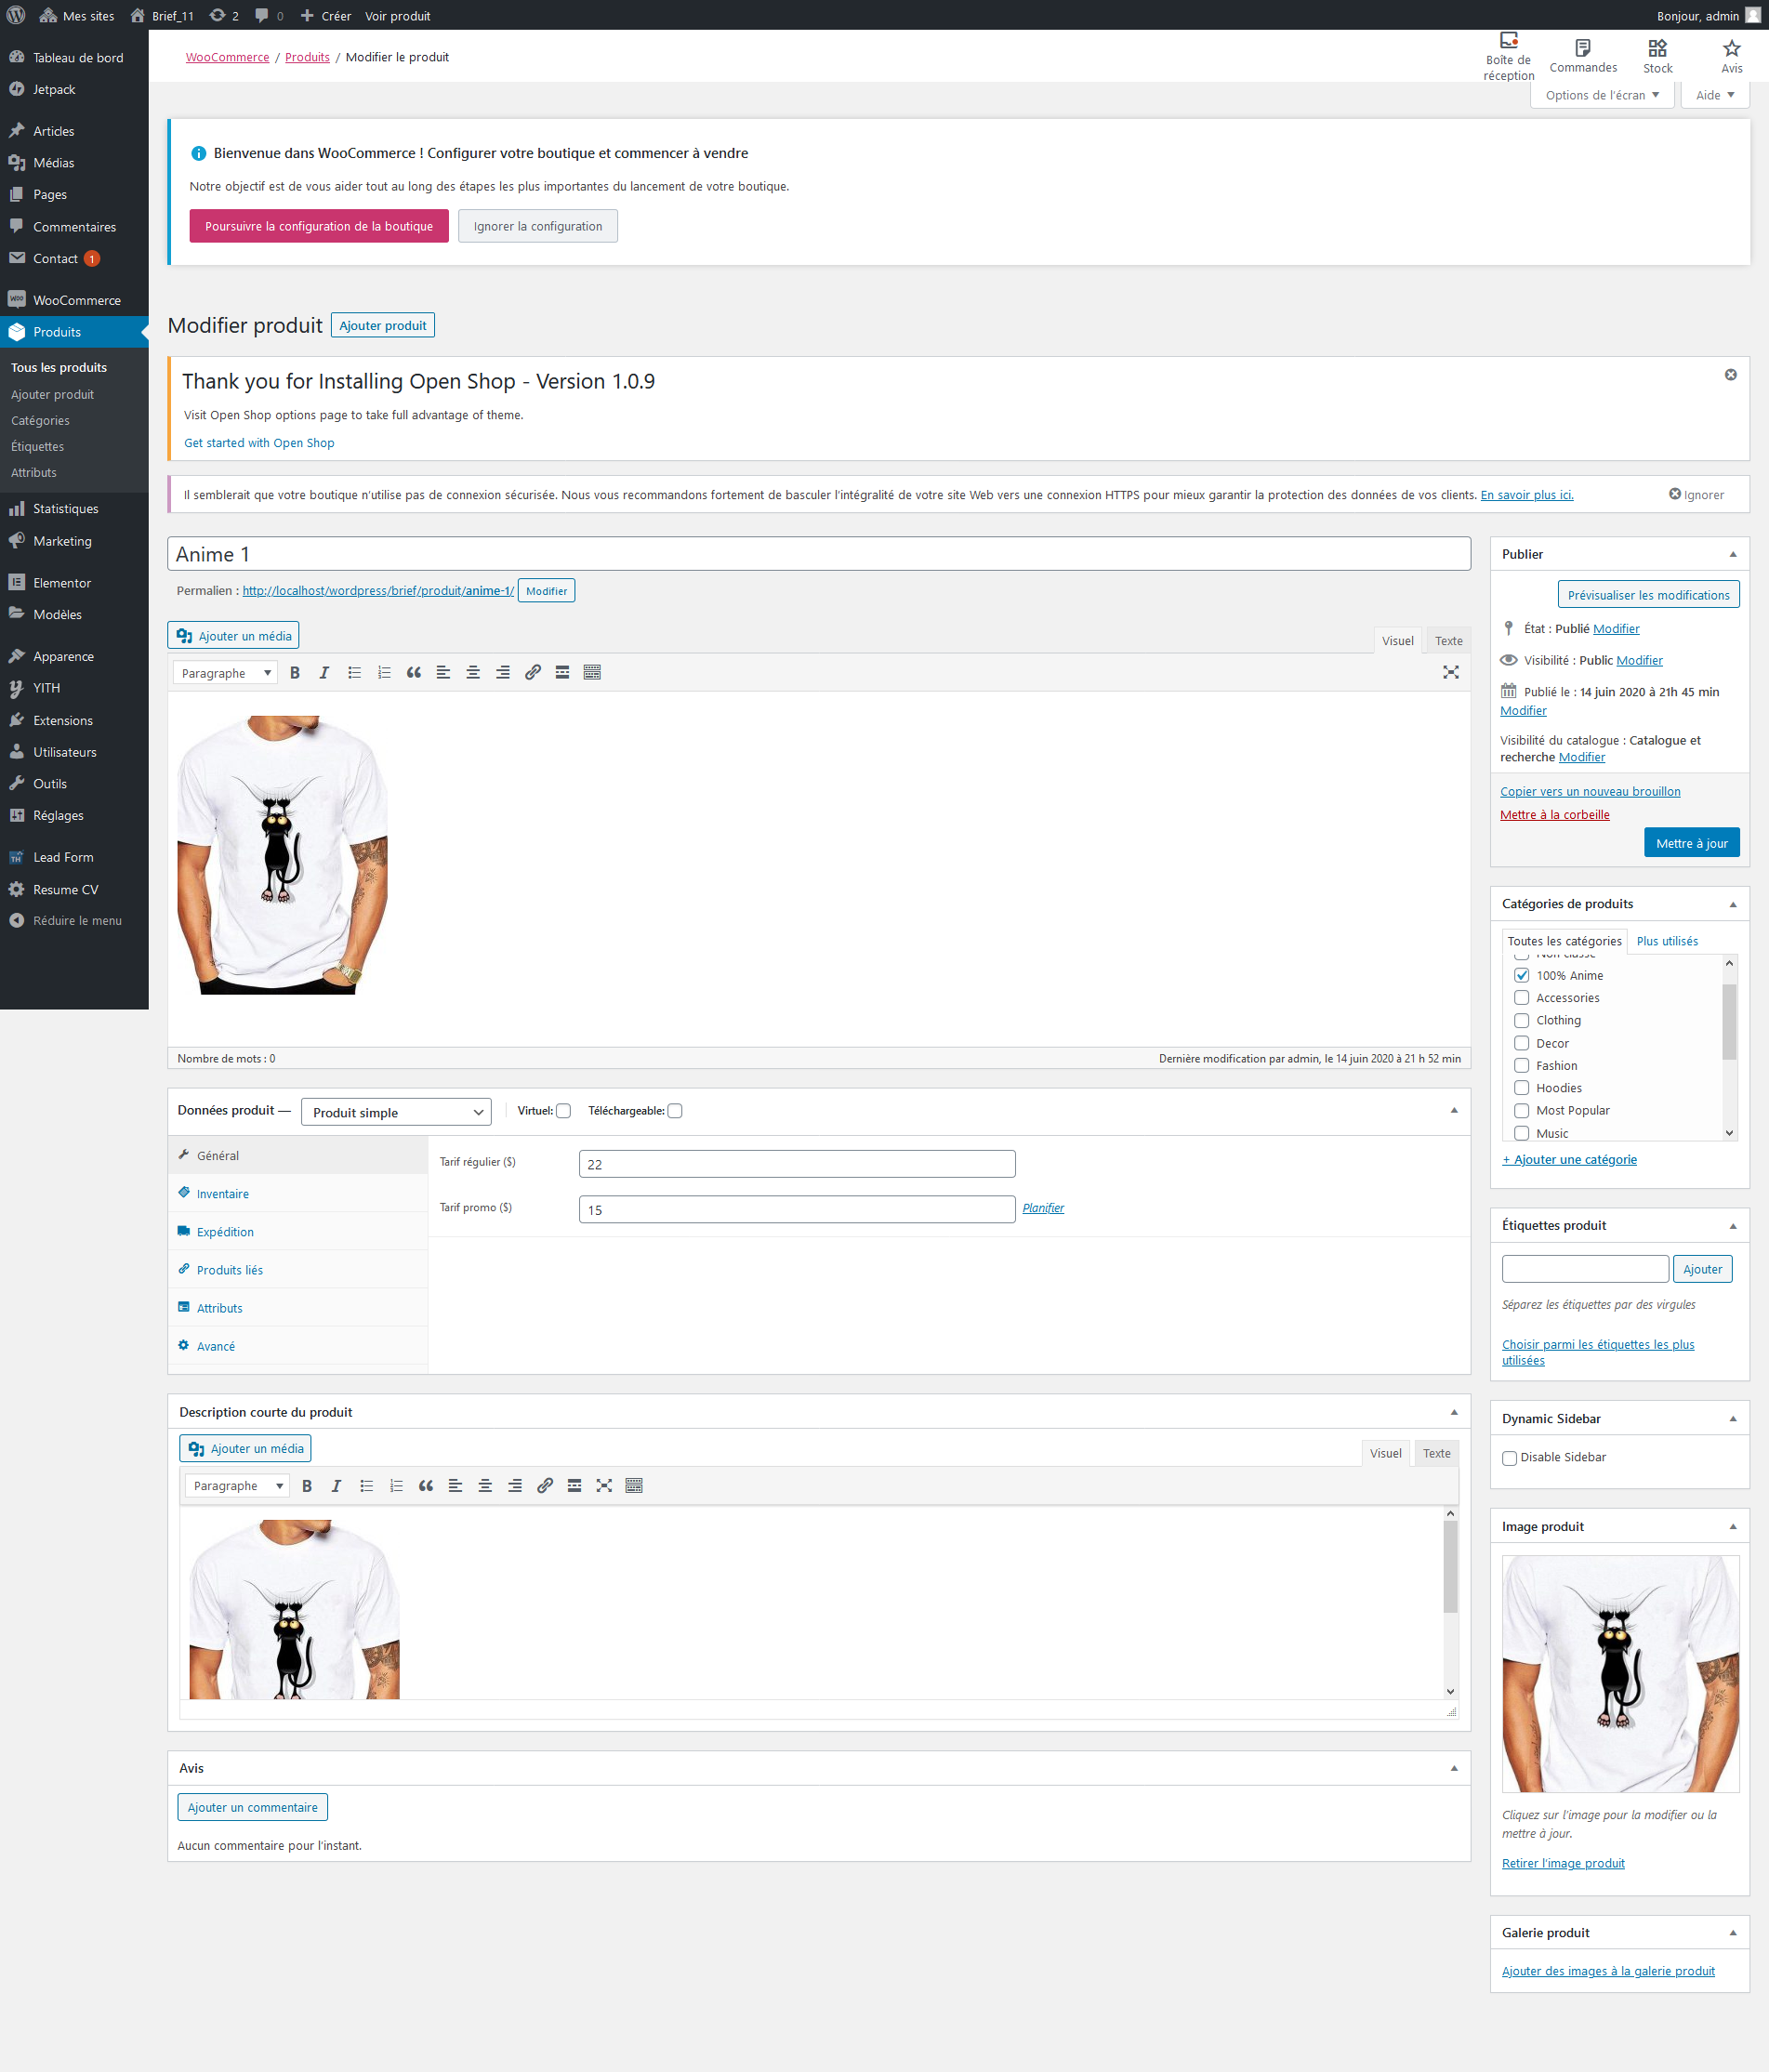 Mes sites
Brief_11
2
0
Créer
Voir produit
Bonjour, admin
Tableau de bord
Jetpack
Articles
Médias
Pages
Commentaires
Contact 1
WooCommerce
Produits
Tous les produits
Ajouter produit
Catégories
Étiquettes
Attributs
Statistiques
Marketing
Elementor
Modèles
Apparence
YITH
Extensions
Utilisateurs
Outils
Réglages
Lead Form
Resume CV
Réduire le menu
WooCommerce / Produits / Modifier le produit
Boîte de
réception
Commandes
Stock
Avis
Options de l'écran
Aide
Bienvenue dans WooCommerce ! Configurer votre boutique et commencer à vendre
Notre objectif est de vous aider tout au long des étapes les plus importantes du lancement de votre boutique.
Poursuivre la configuration de la boutique
Ignorer la configuration
Modifier produit
Ajouter produit
Thank you for Installing Open Shop - Version 1.0.9
Visit Open Shop options page to take full advantage of theme.
Get started with Open Shop
Il semblerait que votre boutique n'utilise pas de connexion sécurisée. Nous vous recommandons fortement de basculer l'intégralité de votre site Web vers une connexion HTTPS pour mieux garantir la protection des données de vos clients. En savoir plus ici.
Ignorer
Anime 1
Permalien : http://localhost/wordpress/brief/produit/anime-1/ Modifier
Ajouter un média
Visuel
Texte
Paragraphe
Nombre de mots : 0
Dernière modification par admin, le 14 juin 2020 à 21 h 52 min
Données produit —
Produit simple
Virtuel:
Téléchargeable:
Général
Inventaire
Expédition
Produits liés
Attributs
Avancé
Tarif régulier ($)
22
Tarif promo ($)
15
Planifier
Description courte du produit
Ajouter un média
Visuel
Texte
Paragraphe
Avis
Ajouter un commentaire
Aucun commentaire pour l'instant.
Publier
Prévisualiser les modifications
État : Publié Modifier
Visibilité : Public Modifier
Publié le : 14 juin 2020 à 21h 45 min
Modifier
Visibilité du catalogue : Catalogue et
recherche Modifier
Copier vers un nouveau brouillon
Mettre à la corbeille
Mettre à jour
Catégories de produits
Toutes les catégories
Plus utilisés
Non classé
100% Anime
Accessories
Clothing
Decor
Fashion
Hoodies
Most Popular
Music
+ Ajouter une catégorie
Étiquettes produit
Ajouter
Séparez les étiquettes par des virgules
Choisir parmi les étiquettes les plus
utilisées
Dynamic Sidebar
Disable Sidebar
Image produit
Cliquez sur l'image pour la modifier ou la
mettre à jour.
Retirer l'image produit
Galerie produit
Ajouter des images à la galerie produit